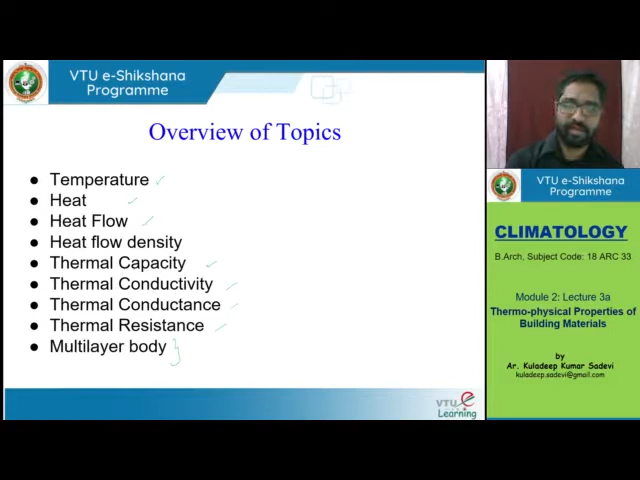 VTU e-Shikshana
Programme
Overview of Topics
● Temperature
● Heat
● Heat Flow
● Heat flow density
● Thermal Capacity
● Thermal Conductivity
● Thermal Conductance
● Thermal Resistance
● Multilayer body
VTU e
Learning
VTU e-Shikshana
Programme
CLIMATOLOGY
B.Arch, Subject Code: 18 ARC 33
Module 2: Lecture 3a
Thermo-physical Properties of
Building Materials
by
Ar. Kuladeep Kumar Sadevi
kuladeep.sadevi@gmail.com